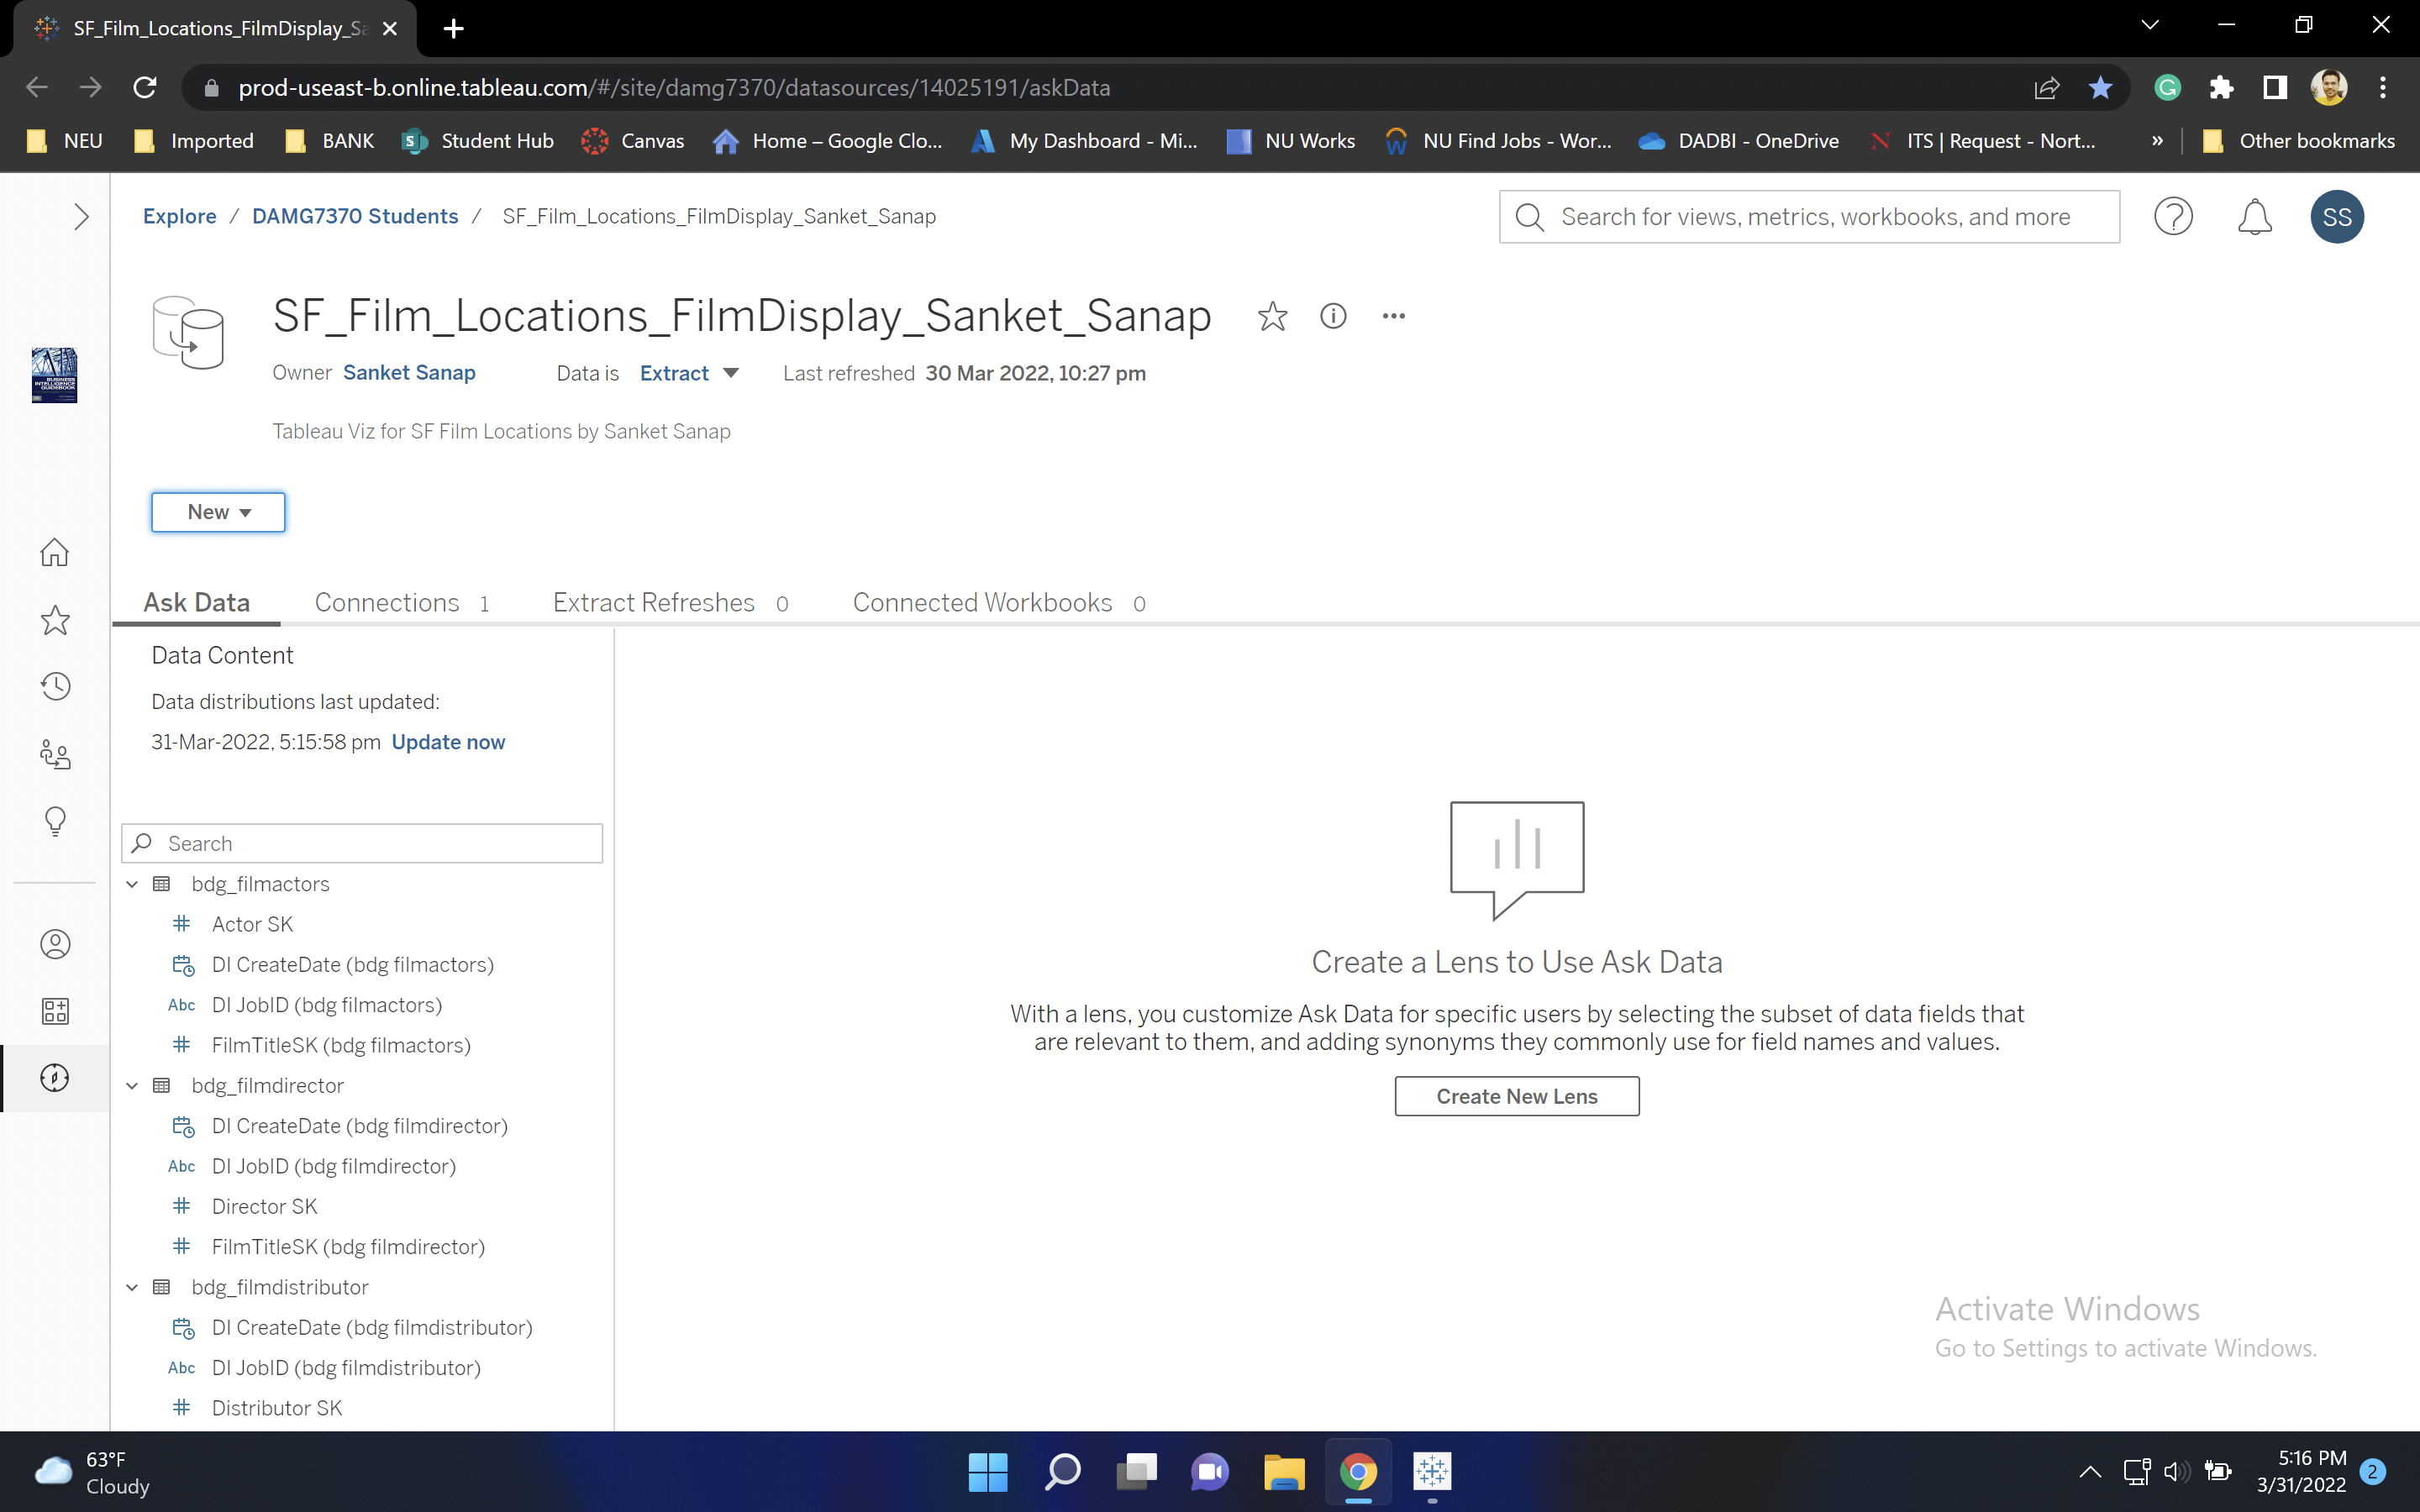 SF_Film_Locations_FilmDisplay_Sa
prod-useast-b.online.tableau.com/#/site/damg7370/datasources/14025191/askData
NEU Imported BANK Student Hub Canvas Home – Google Clo... My Dashboard - Mi... NU Works NU Find Jobs - Wor... DADBI - OneDrive ITS | Request - Nort... » Other bookmarks
Explore / DAMG7370 Students / SF_Film_Locations_FilmDisplay_Sanket_Sanap
Search for views, metrics, workbooks, and more
SS
SF_Film_Locations_FilmDisplay_Sanket_Sanap
Owner Sanket Sanap Data is Extract Last refreshed 30 Mar 2022, 10:27 pm
Tableau Viz for SF Film Locations by Sanket Sanap
BUSINESS
INTELLIGENCE
GUIDEBOOK
New
Ask Data Connections 1 Extract Refreshes 0 Connected Workbooks 0
Data Content
Data distributions last updated:
31-Mar-2022, 5:15:58 pm Update now
Search
bdg_filmactors
# Actor SK
DI CreateDate (bdg filmactors)
Abc DI JobID (bdg filmactors)
# FilmTitleSK (bdg filmactors)
bdg_filmdirector
DI CreateDate (bdg filmdirector)
Abc DI JobID (bdg filmdirector)
# Director SK
# FilmTitleSK (bdg filmdirector)
bdg_filmdistributor
DI CreateDate (bdg filmdistributor)
Abc DI JobID (bdg filmdistributor)
# Distributor SK
Create a Lens to Use Ask Data
With a lens, you customize Ask Data for specific users by selecting the subset of data fields that
are relevant to them, and adding synonyms they commonly use for field names and values.
Create New Lens
Activate Windows
Go to Settings to activate Windows.
63°F
Cloudy
5:16 PM
3/31/2022
2